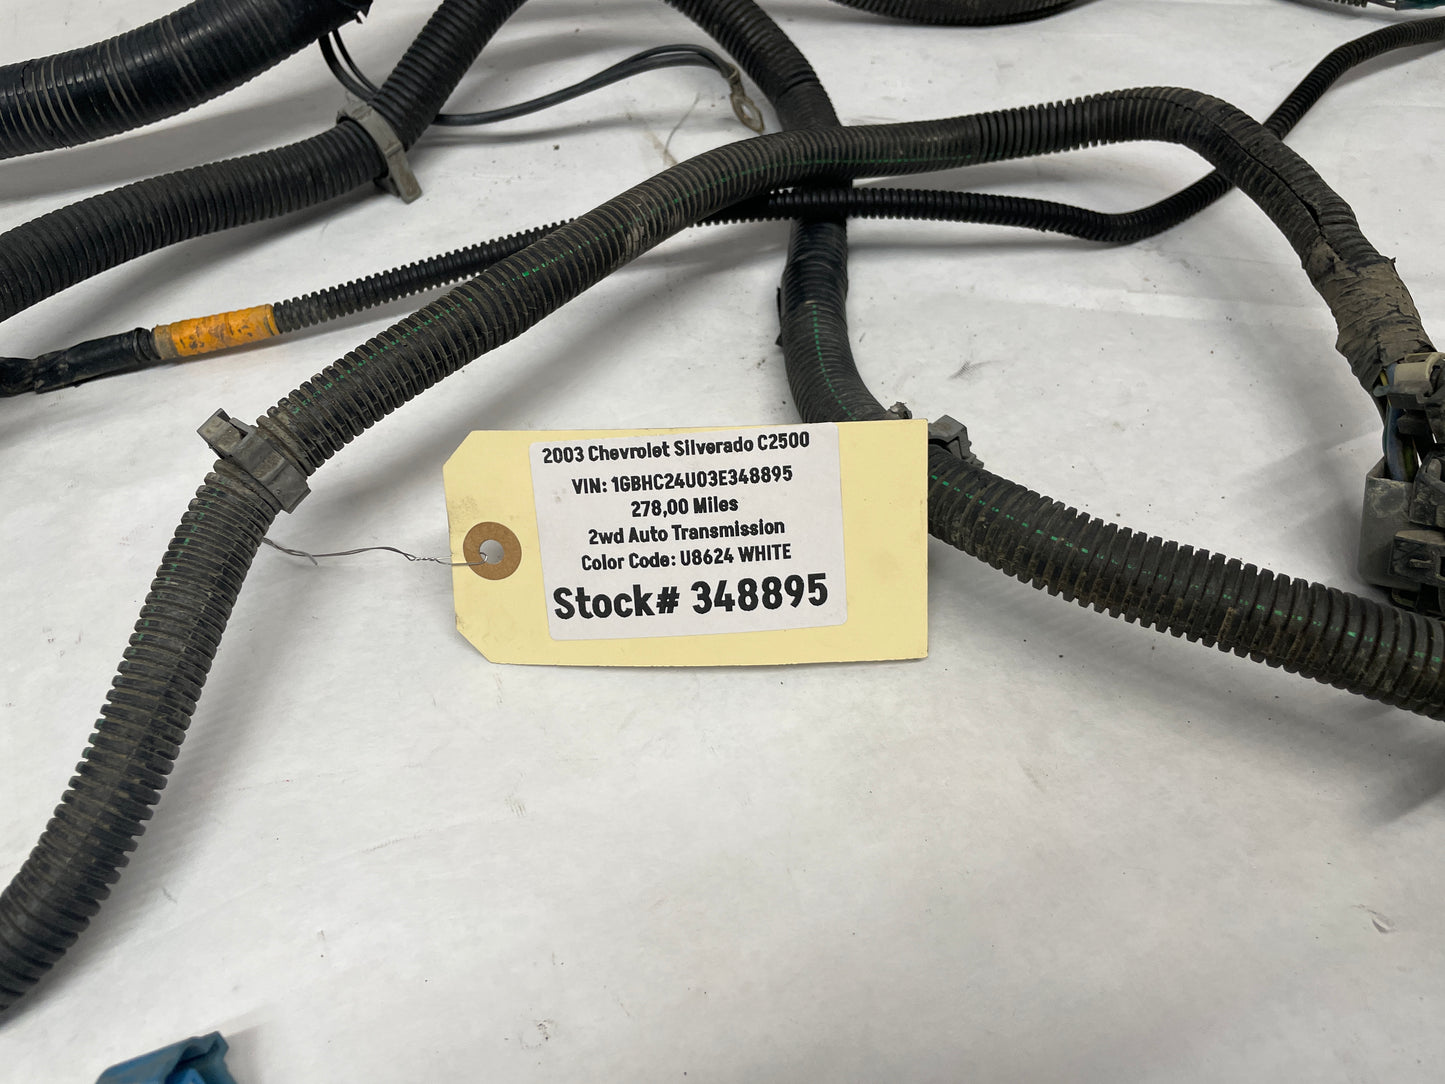 2003 Chevrolet Silverado C2500
VIN: 1GBHC24U03E348895
278,00 Miles
2wd Auto Transmission
Color Code: U8624 WHITE
Stock# 348895